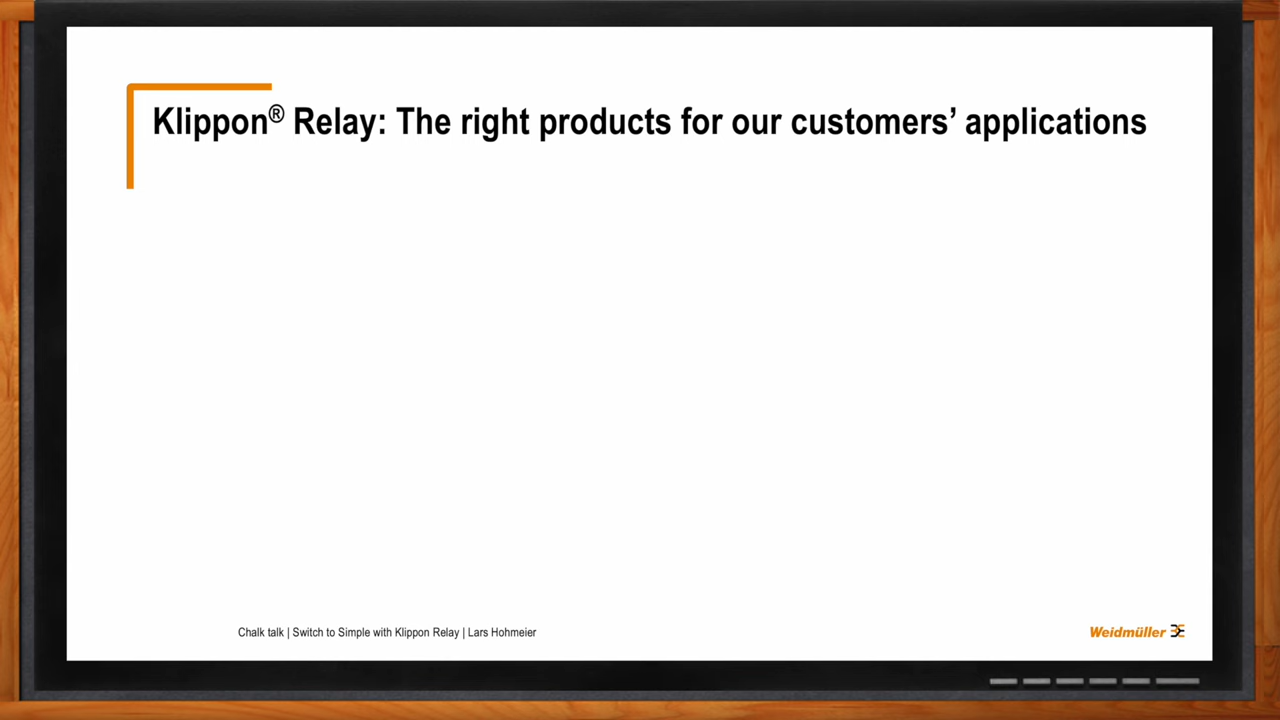 Klippon® Relay: The right products for our customers’ applications
Chalk talk | Switch to Simple with Klippon Relay | Lars Hohmeier
Weidmüller